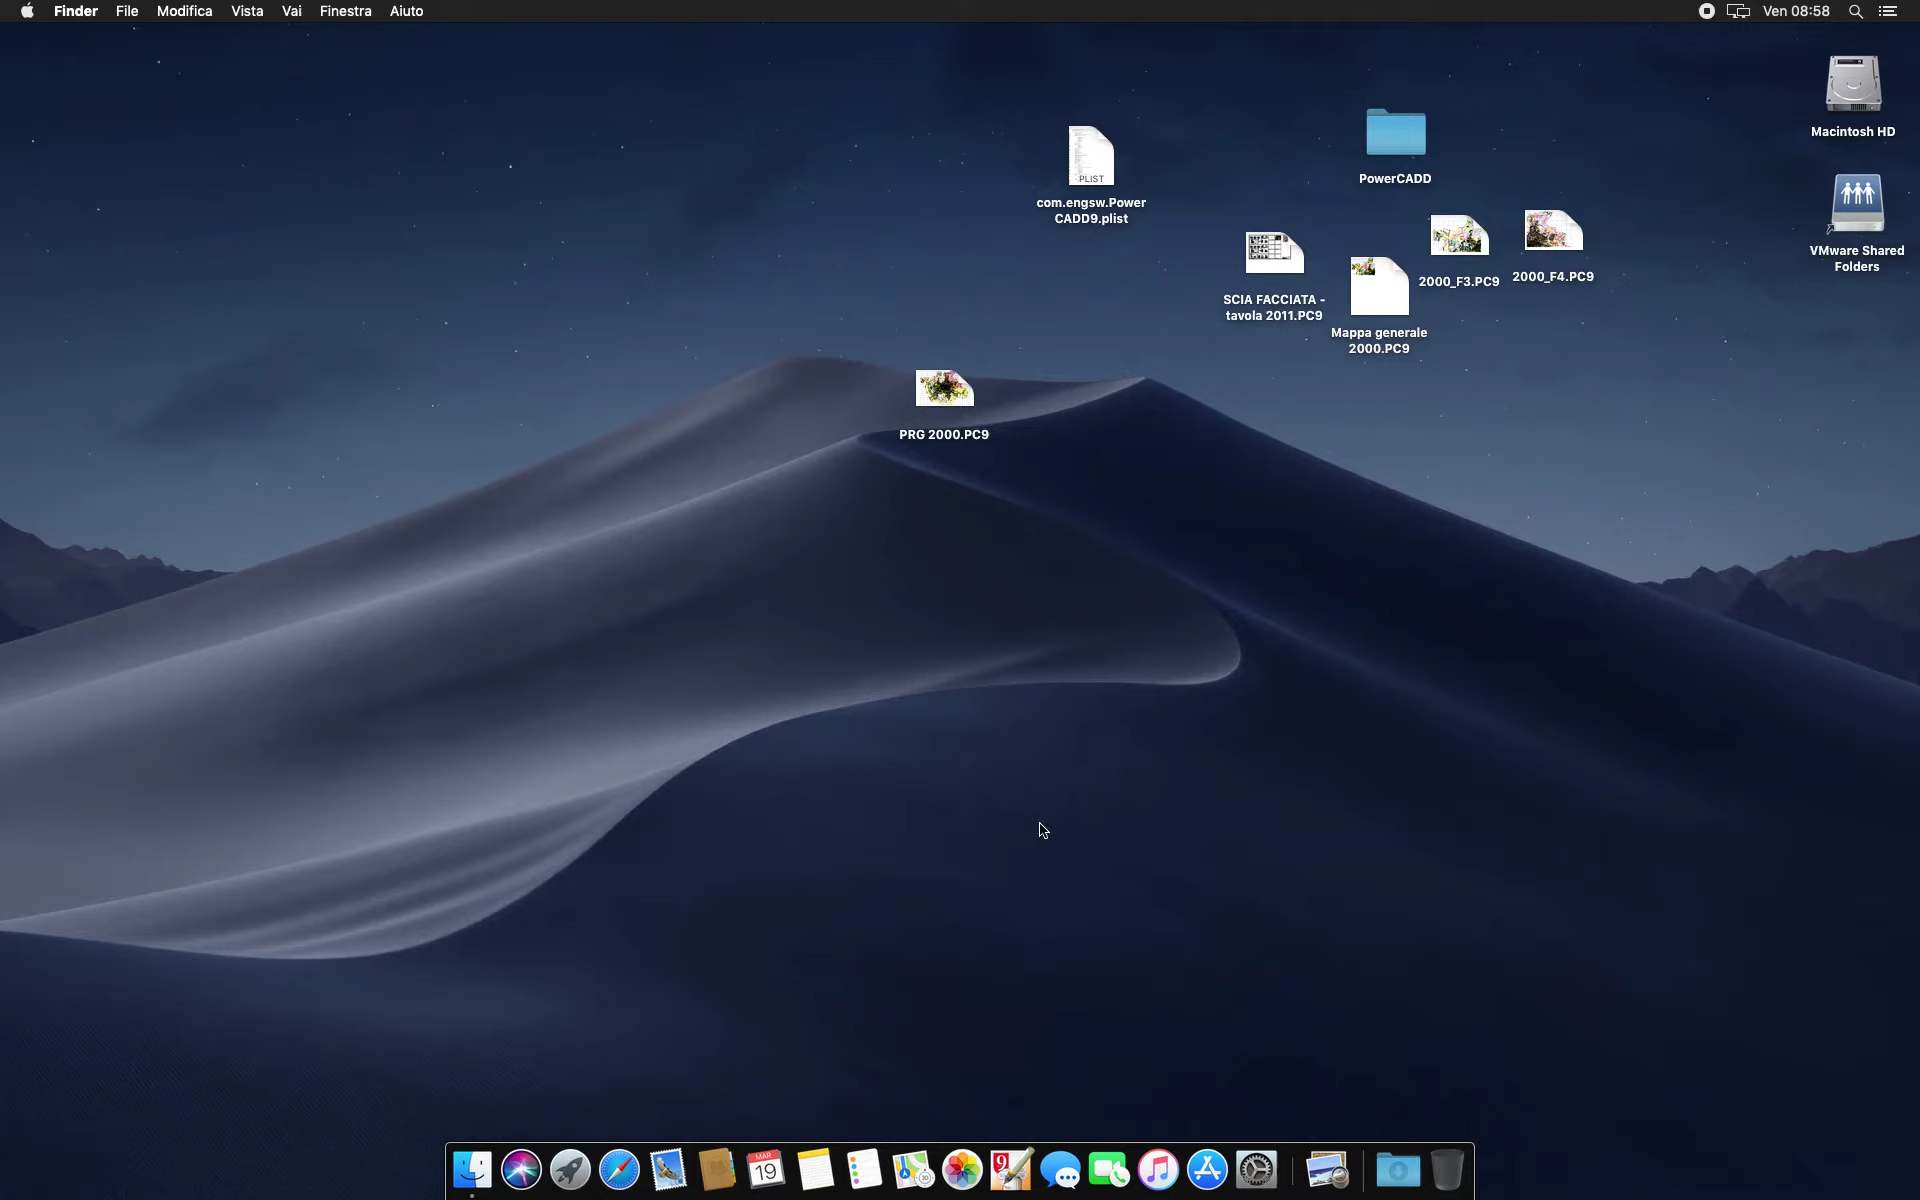 Finder File Modifica Vista Vai Finestra Aiuto Ven 08:58
Macintosh HD
PLIST
com.engsw.Power
CADD9.plist
PowerCADD
VMware Shared
Folders
2000_F3.PC9
2000_F4.PC9
SCIA FACCIATA -
tavola 2011.PC9
Mappa generale
2000.PC9
PRG 2000.PC9
MAR
19
9
3D